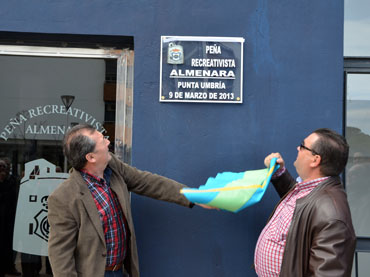 PEÑA
RECREATIVISTA
ALMENARA
PUNTA UMBRÍA
9 DE MARZO DE 2013
PEÑA RECREATIVISTA
ALMENARA